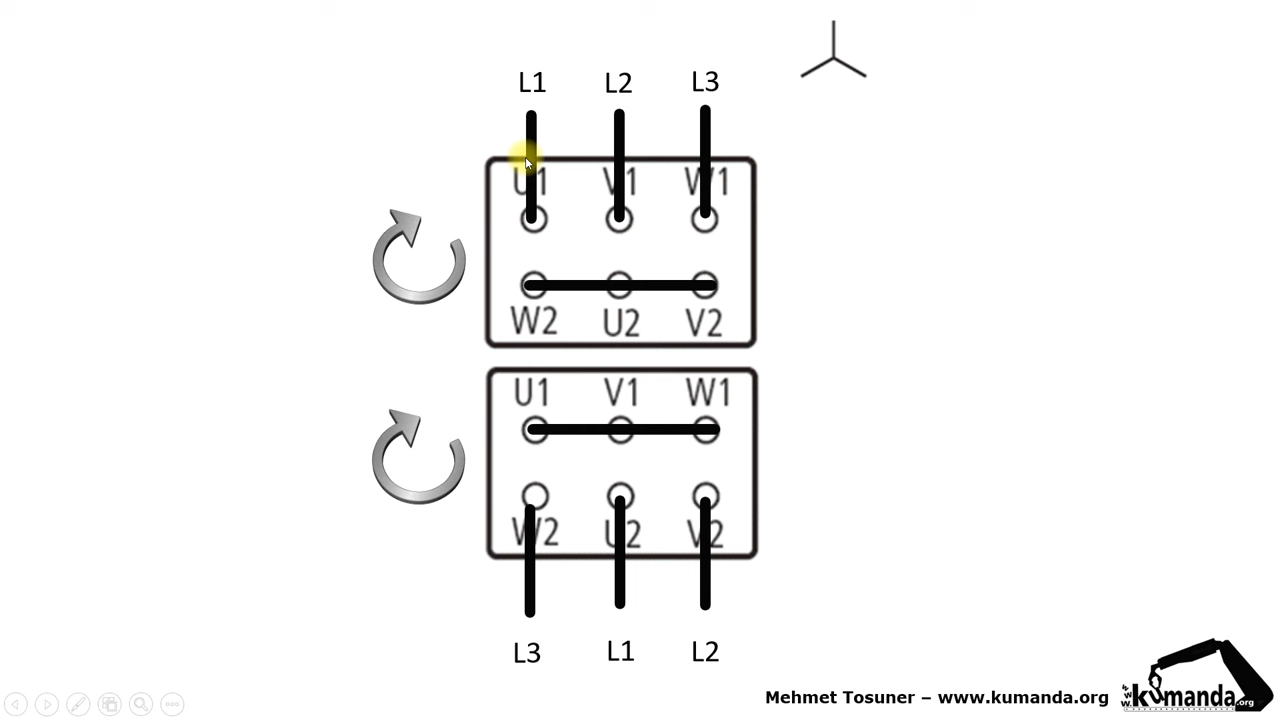 L1 L2 L3
U1 V1 W1
W2 U2 V2
U1 V1 W1
W2 U2 V2
L3 L1 L2
Mehmet Tosuner – www.kumanda.org
www.kumanda.org